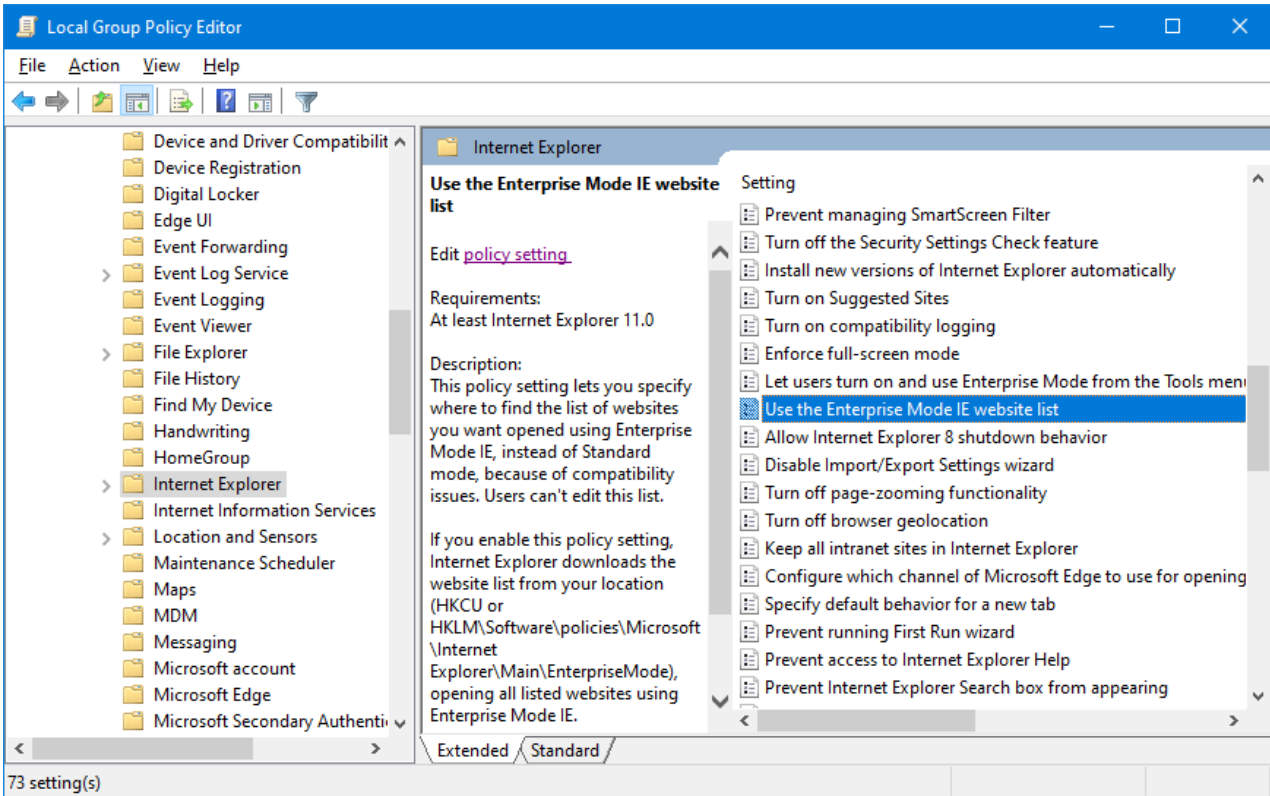 Local Group Policy Editor
File Action View Help
Device and Driver Compatibilit
Device Registration
Digital Locker
Edge UI
Event Forwarding
Event Log Service
Event Logging
Event Viewer
File Explorer
File History
Find My Device
Handwriting
HomeGroup
Internet Explorer
Internet Information Services
Location and Sensors
Maintenance Scheduler
Maps
MDM
Messaging
Microsoft account
Microsoft Edge
Microsoft Secondary Authenti
Internet Explorer
Use the Enterprise Mode IE website
list
Edit policy setting
Requirements:
At least Internet Explorer 11.0
Description:
This policy setting lets you specify
where to find the list of websites
you want opened using Enterprise
Mode IE, instead of Standard
mode, because of compatibility
issues. Users can't edit this list.
If you enable this policy setting,
Internet Explorer downloads the
website list from your location
(HKCU or
HKLM\Software\policies\Microsoft
\Internet
Explorer\Main\EnterpriseMode),
opening all listed websites using
Enterprise Mode IE.
Setting
Prevent managing SmartScreen Filter
Turn off the Security Settings Check feature
Install new versions of Internet Explorer automatically
Turn on Suggested Sites
Turn on compatibility logging
Enforce full-screen mode
Let users turn on and use Enterprise Mode from the Tools menu
Use the Enterprise Mode IE website list
Allow Internet Explorer 8 shutdown behavior
Disable Import/Export Settings wizard
Turn off page-zooming functionality
Turn off browser geolocation
Keep all intranet sites in Internet Explorer
Configure which channel of Microsoft Edge to use for opening
Specify default behavior for a new tab
Prevent running First Run wizard
Prevent access to Internet Explorer Help
Prevent Internet Explorer Search box from appearing
Extended Standard
73 setting(s)